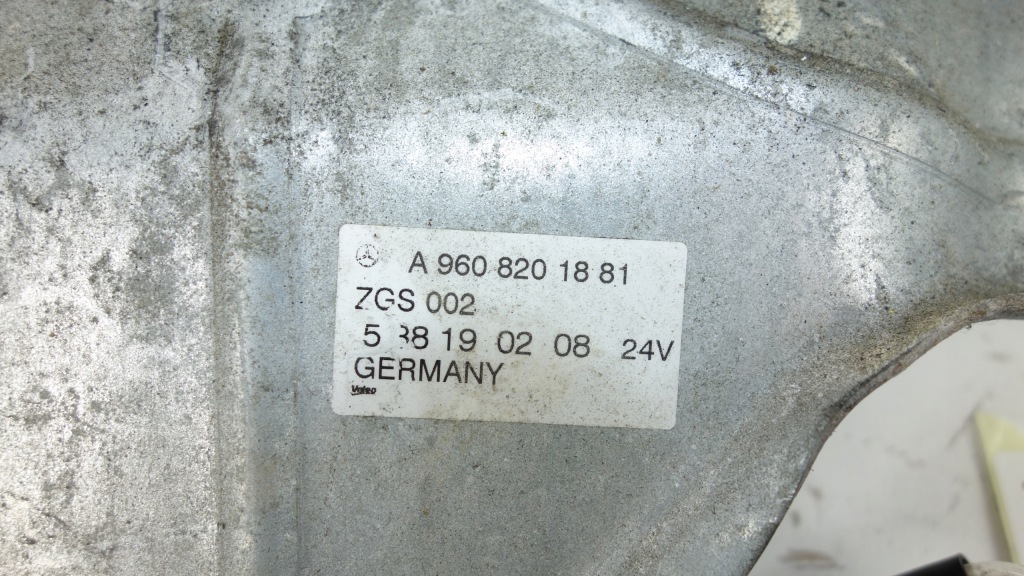 A 960 820 18 81
ZGS 002
5 38 19 02 08 24V
GERMANY
Valeo